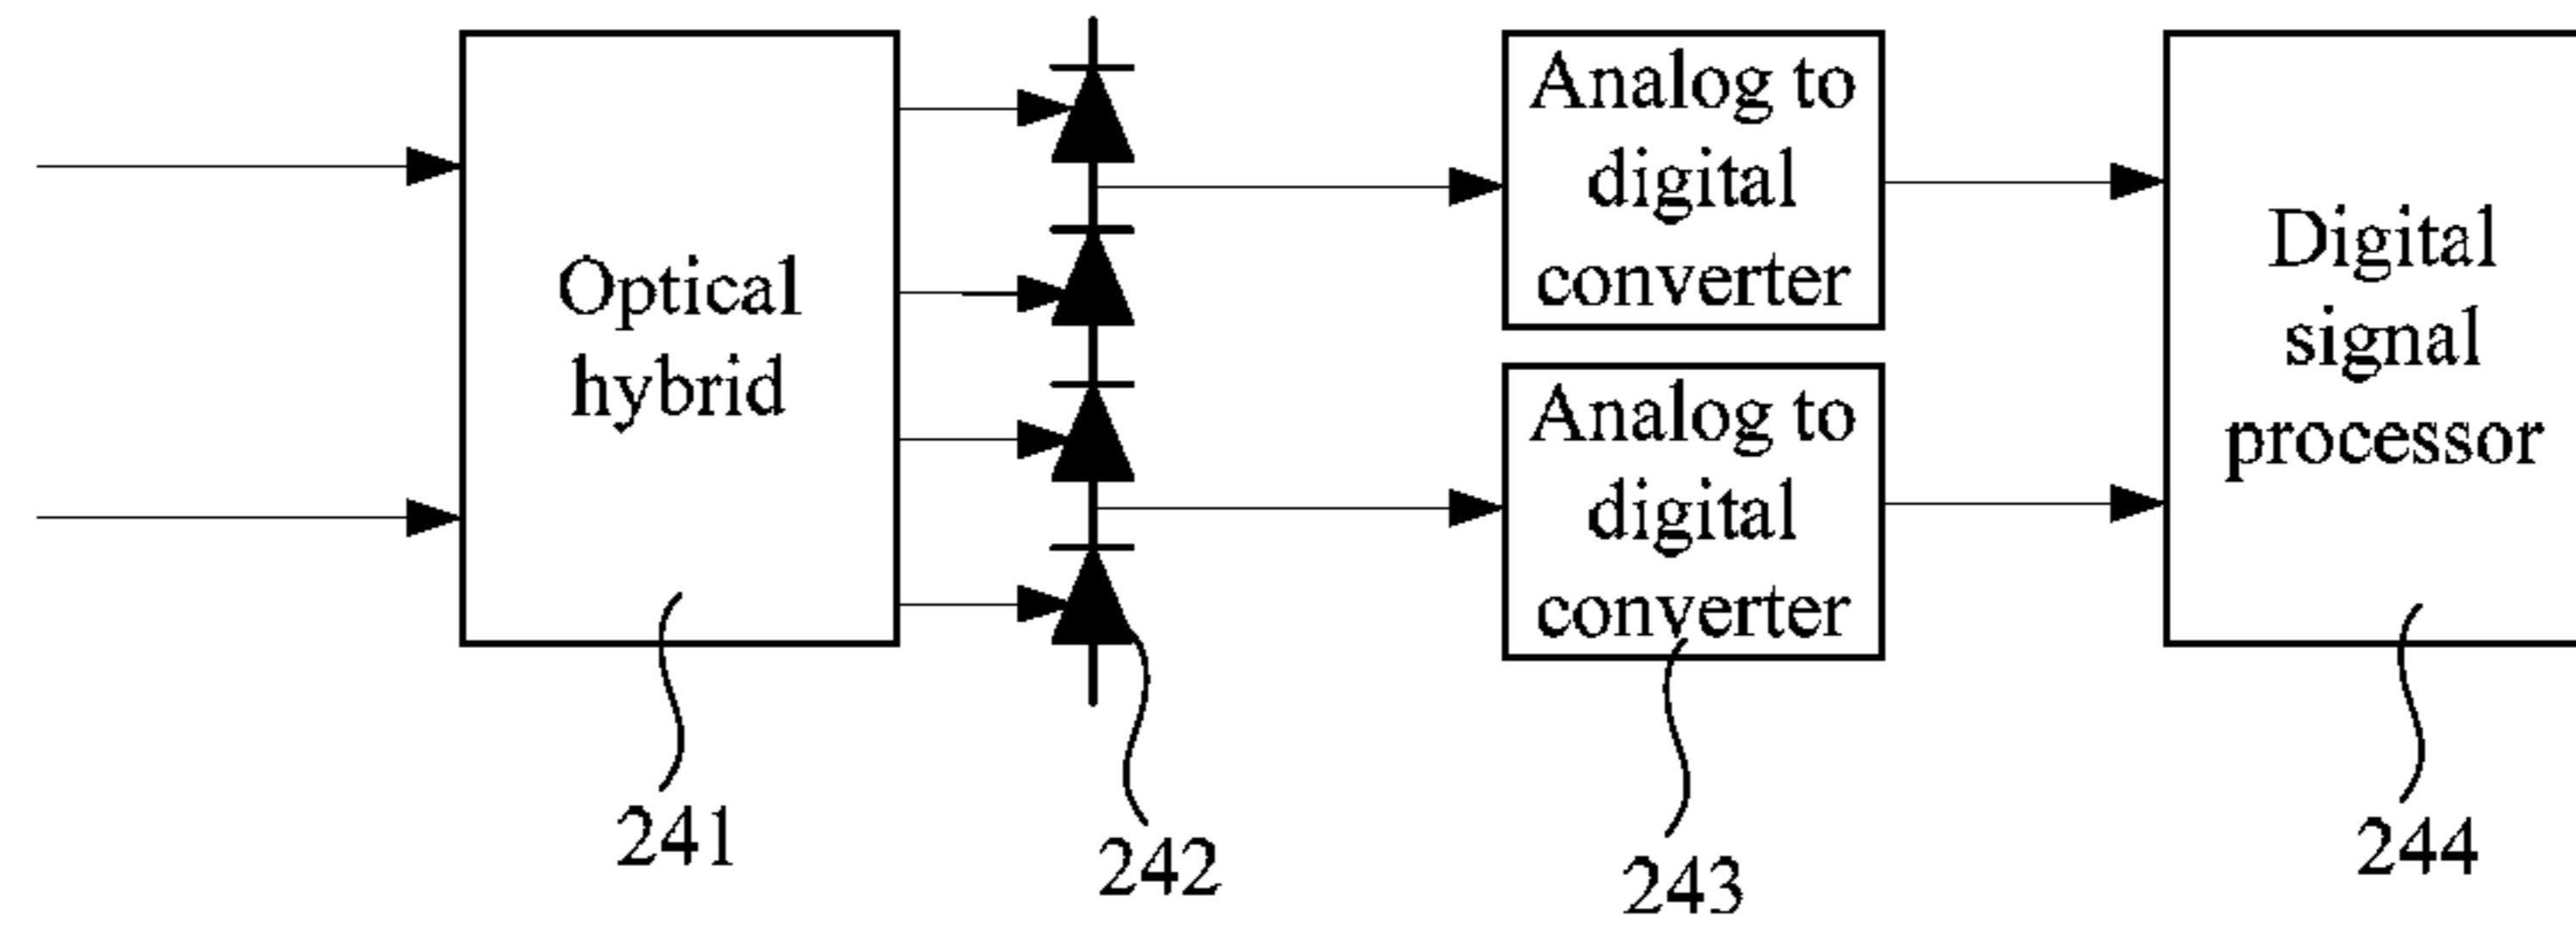 Optical
hybrid
Analog to
digital
converter
Analog to
digital
converter
Digital
signal
processor
241
242
243
244